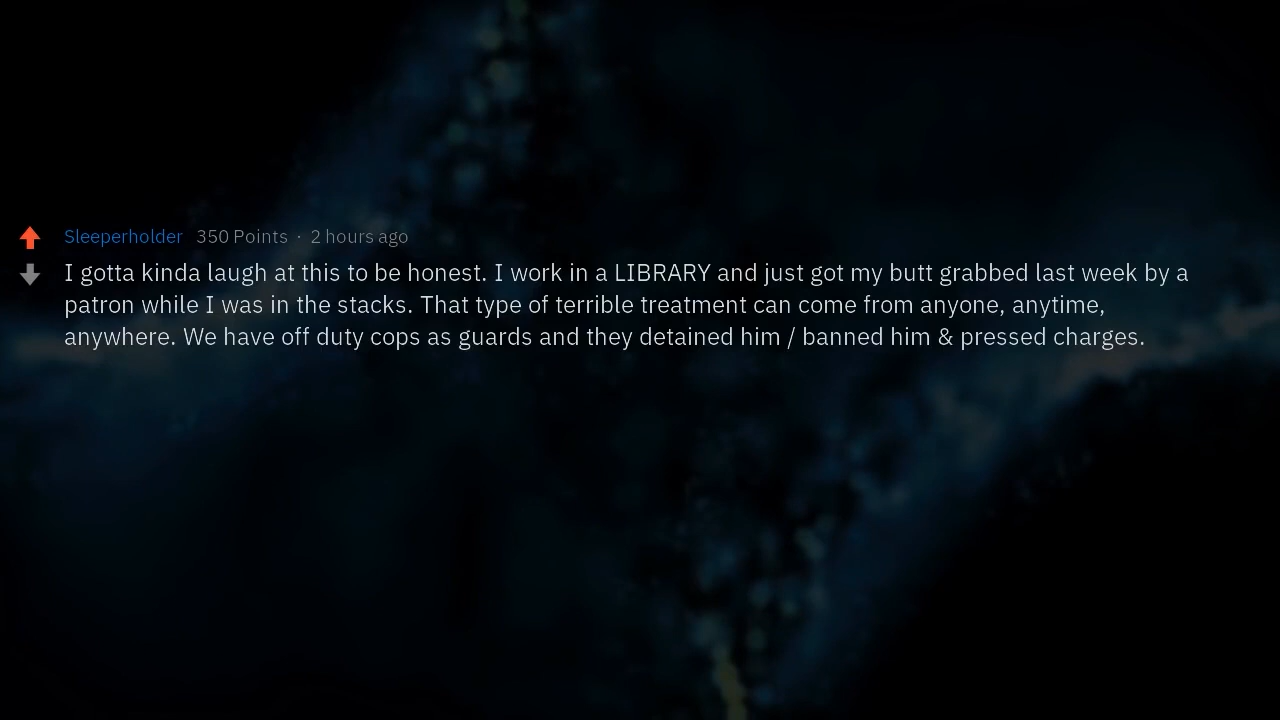 Sleeperholder 350 Points · 2 hours ago
I gotta kinda laugh at this to be honest. I work in a LIBRARY and just got my butt grabbed last week by a
patron while I was in the stacks. That type of terrible treatment can come from anyone, anytime,
anywhere. We have off duty cops as guards and they detained him / banned him & pressed charges.